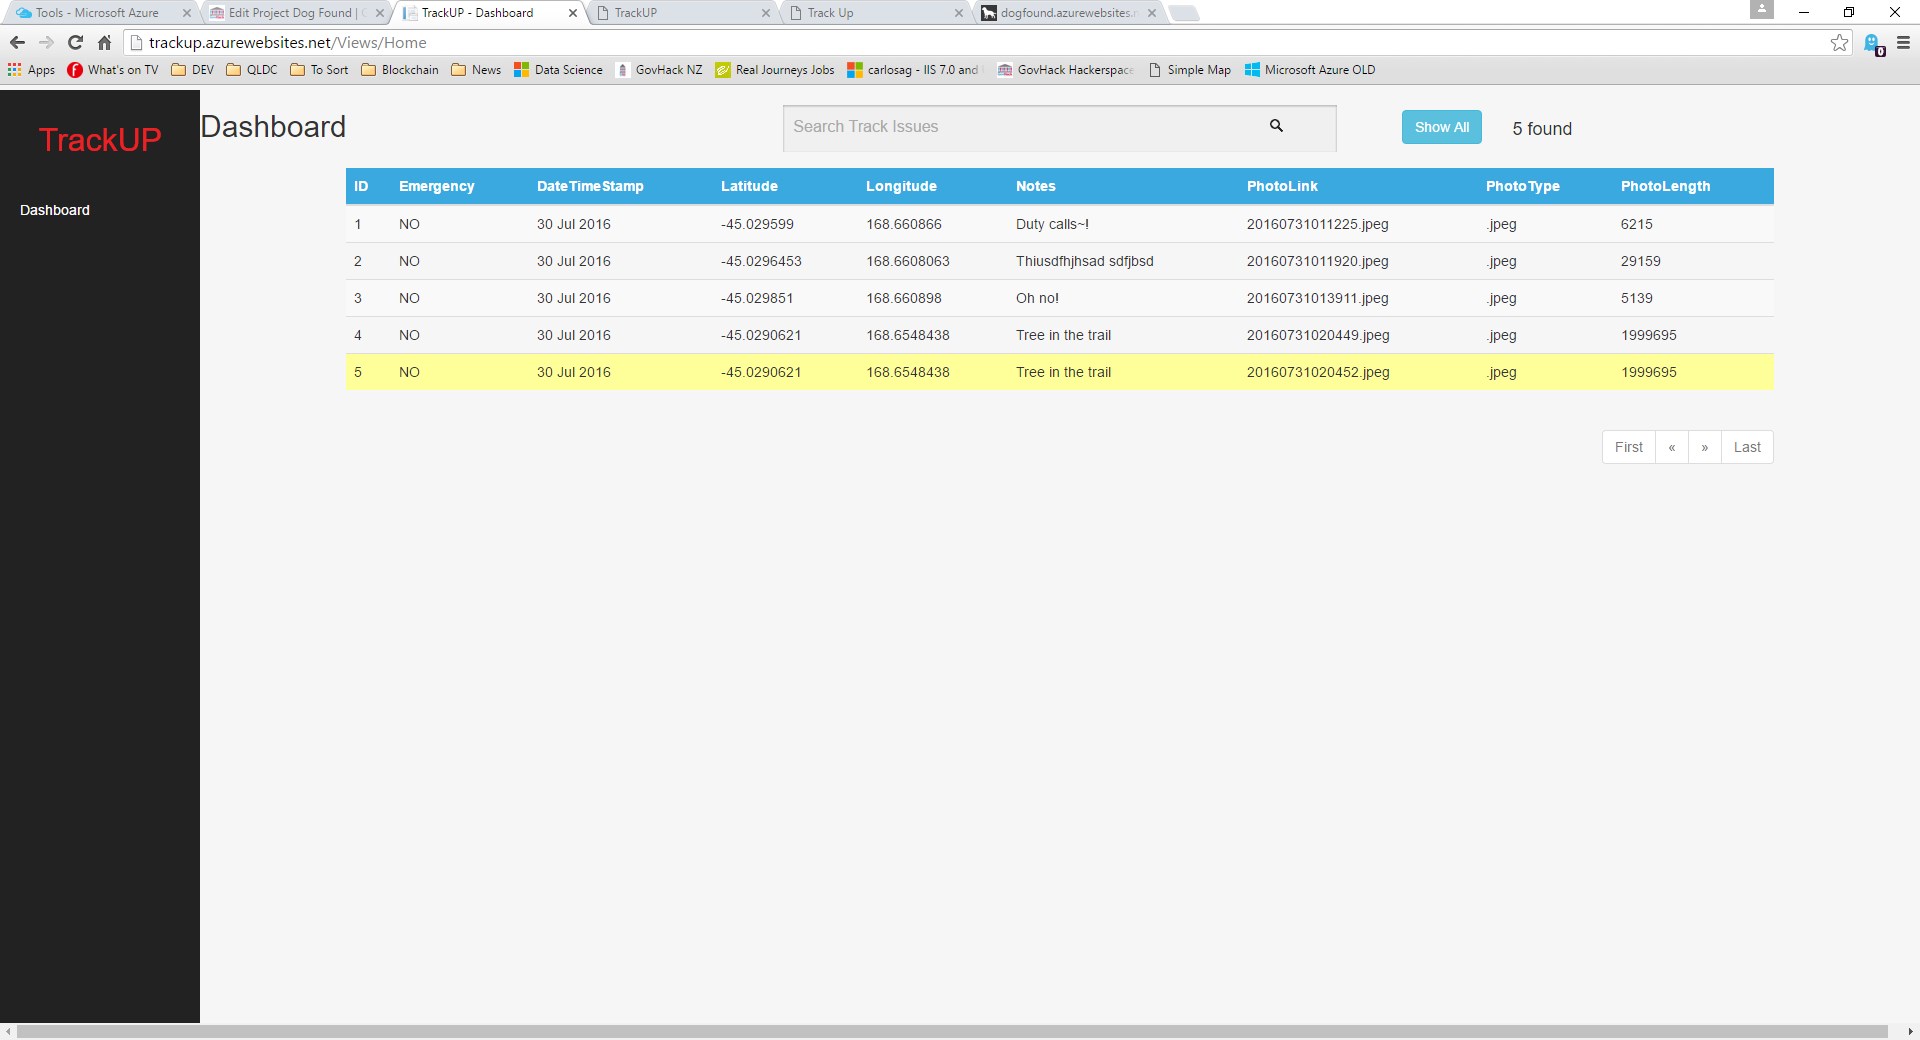 Tools - Microsoft Azure
Edit Project Dog Found |
TrackUP - Dashboard
TrackUP
Track Up
dogfound.azurewebsites.
trackup.azurewebsites.net/Views/Home
0
Apps What's on TV DEV QLDC To Sort Blockchain News Data Science GovHack NZ Real Journeys Jobs carlosag - IIS 7.0 and GovHack Hackerspace Simple Map Microsoft Azure OLD
TrackUP
Dashboard
Dashboard
Search Track Issues
Show All
5 found
ID Emergency DateTimeStamp Latitude Longitude Notes PhotoLink PhotoType PhotoLength
1 NO 30 Jul 2016 -45.029599 168.660866 Duty calls~! 20160731011225.jpeg .jpeg 6215
2 NO 30 Jul 2016 -45.0296453 168.6608063 Thiusdfhjhsad sdfjbsd 20160731011920.jpeg .jpeg 29159
3 NO 30 Jul 2016 -45.029851 168.660898 Oh no! 20160731013911.jpeg .jpeg 5139
4 NO 30 Jul 2016 -45.0290621 168.6548438 Tree in the trail 20160731020449.jpeg .jpeg 1999695
5 NO 30 Jul 2016 -45.0290621 168.6548438 Tree in the trail 20160731020452.jpeg .jpeg 1999695
First « » Last